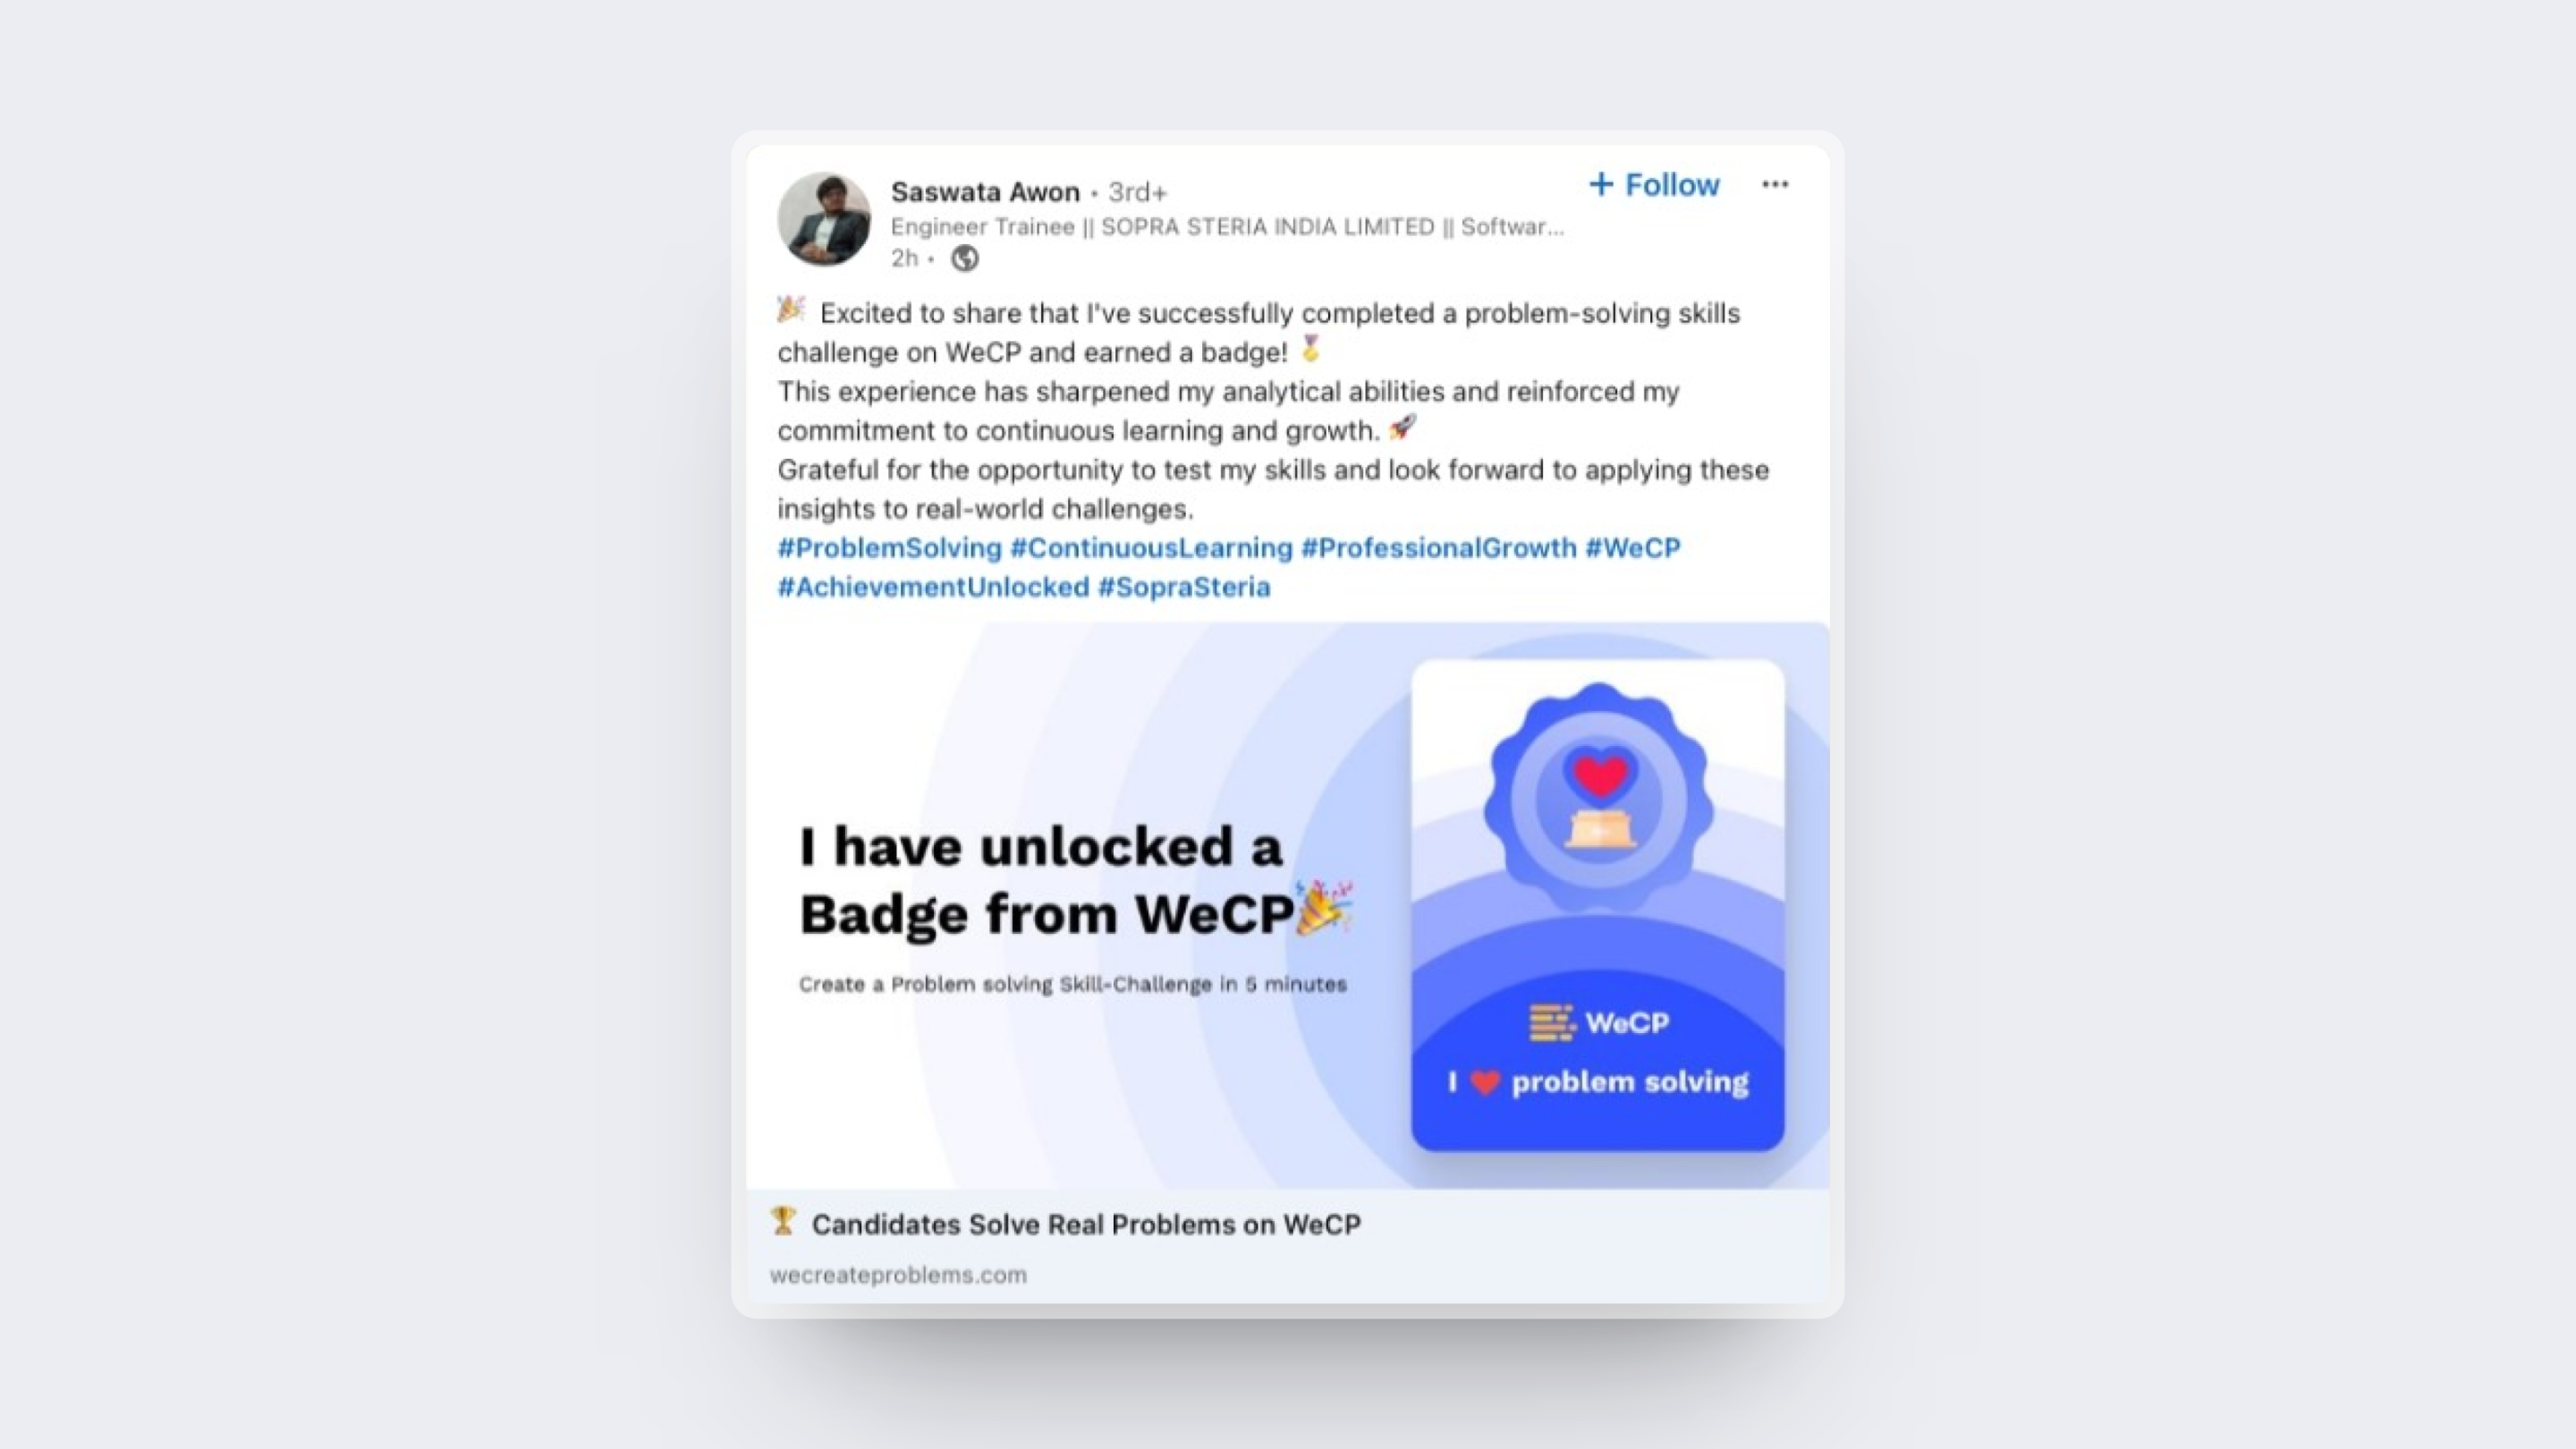 Saswata Awon • 3rd+
+ Follow ...
Engineer Trainee || SOPRA STERIA INDIA LIMITED || Softwar...
2h •
🎉 Excited to share that I've successfully completed a problem-solving skills
challenge on WeCP and earned a badge! 🏅
This experience has sharpened my analytical abilities and reinforced my
commitment to continuous learning and growth. 🚀
Grateful for the opportunity to test my skills and look forward to applying these
insights to real-world challenges.
#ProblemSolving #ContinuousLearning #ProfessionalGrowth #WeCP
#AchievementUnlocked #SopraSteria
I have unlocked a
Badge from WeCP🎉
Create a Problem solving Skill-Challenge in 5 minutes
WeCP
I ❤ problem solving
🏆 Candidates Solve Real Problems on WeCP
wecreateproblems.com